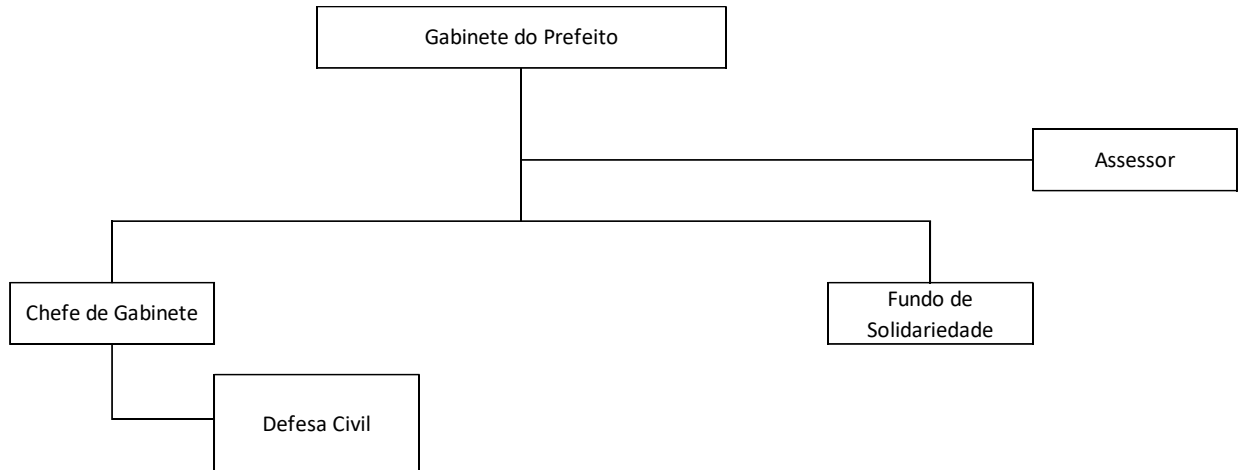 Gabinete do Prefeito
Assessor
Chefe de Gabinete
Fundo de
Solidariedade
Defesa Civil